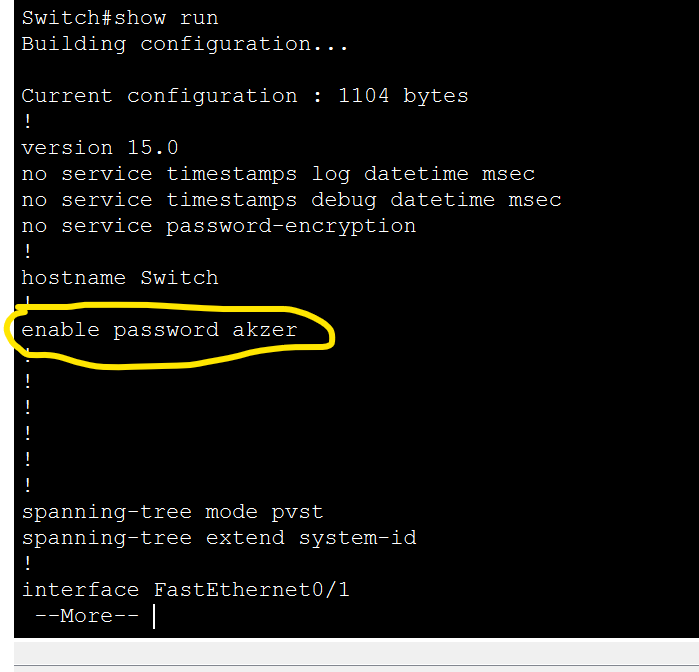 Switch#show run
Building configuration...
Current configuration : 1104 bytes
!
version 15.0
no service timestamps log datetime msec
no service timestamps debug datetime msec
no service password-encryption
!
hostname Switch
!
enable password akzer
!
!
!
!
!
!
spanning-tree mode pvst
spanning-tree extend system-id
!
interface FastEthernet0/1
 --More--